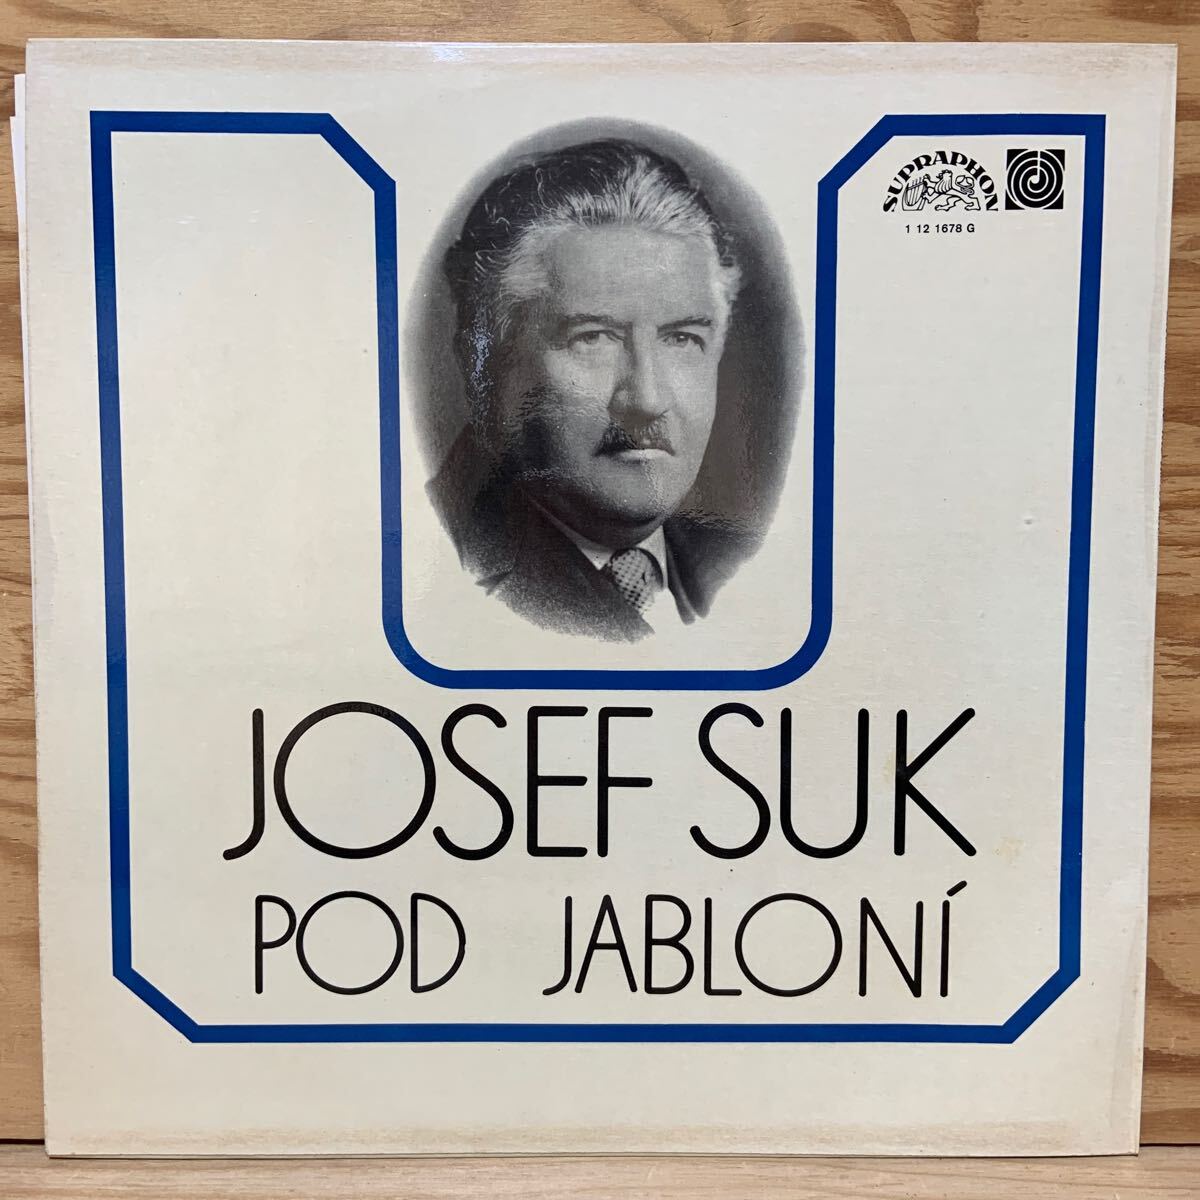 SUPRAPHON
1 12 1678 G
JOSEF SUK
POD JABLONÍ